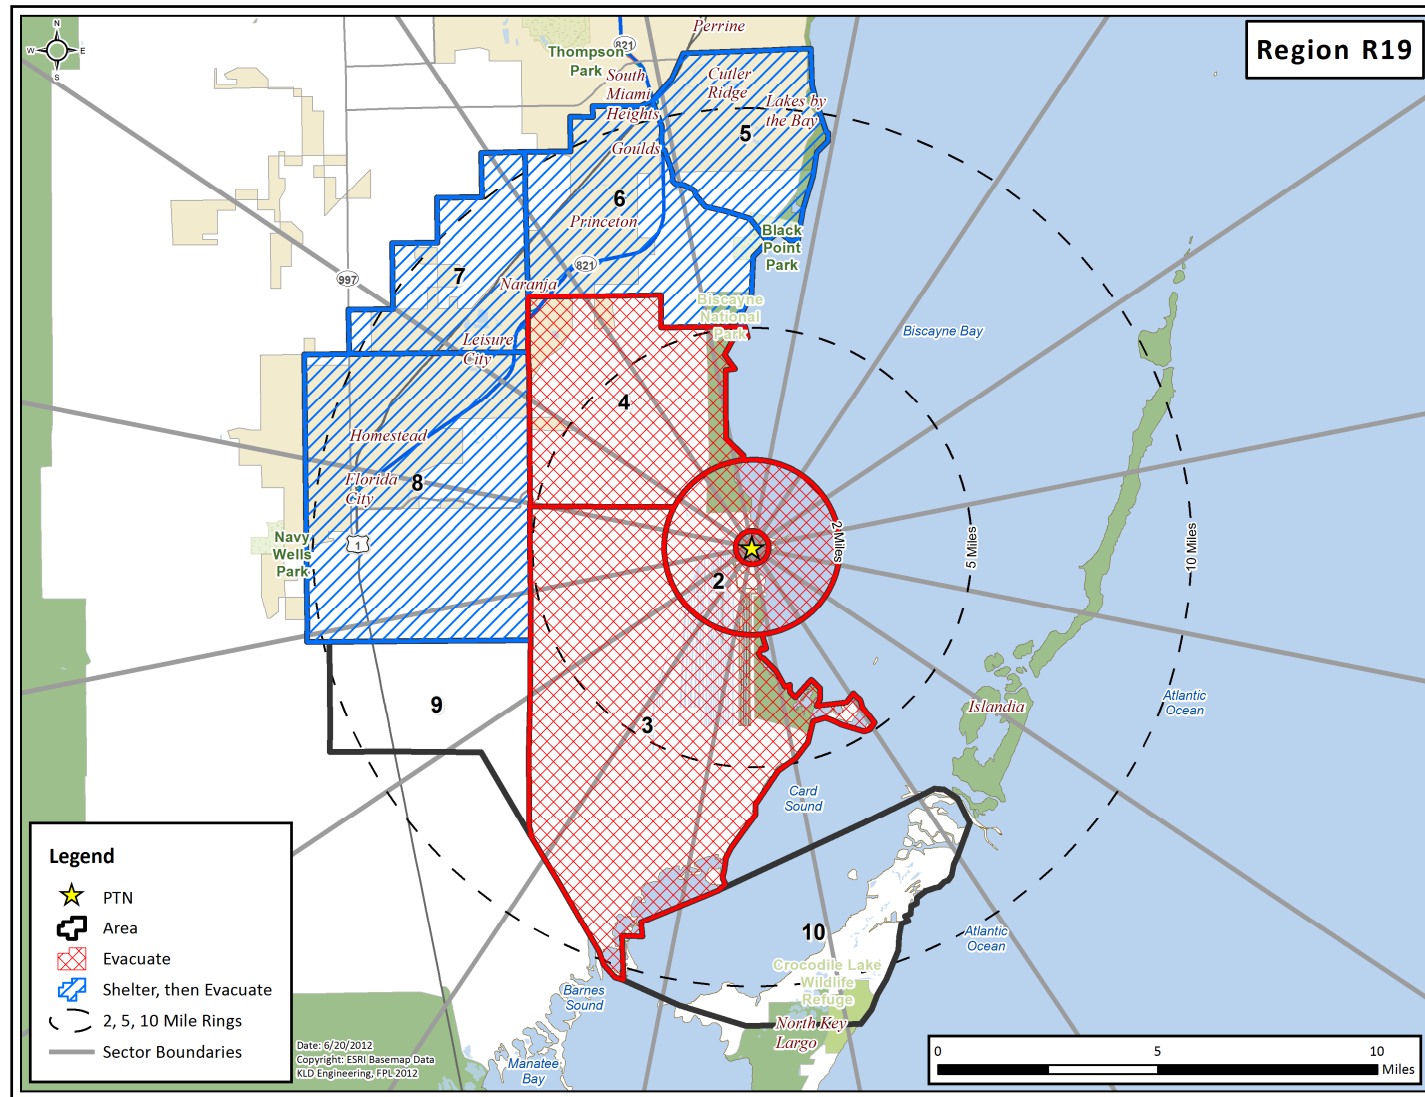 Region R19
N
W E
S
Perrine
821
Thompson
Park
South
Miami
Heights
Cutler
Ridge
Lakes by
the Bay
5
Goulds
6
Princeton
Black
Point
Park
821
997
7
Naranja
Biscayne
National
Park
Biscayne Bay
Leisure
City
4
Homestead
8
Florida
City
Navy
Wells
Park
1
2
2 Miles
5 Miles
10 Miles
9
3
Islandia
Atlantic
Ocean
Card
Sound
10
Atlantic
Ocean
Crocodile Lake
Wildlife
Refuge
Barnes
Sound
North Key
Largo
Manatee
Bay
Legend
PTN
Area
Evacuate
Shelter, then Evacuate
2, 5, 10 Mile Rings
Sector Boundaries
Date: 6/20/2012
Copyright: ESRI Basemap Data
KLD Engineering, FPL 2012
0 5 10
Miles